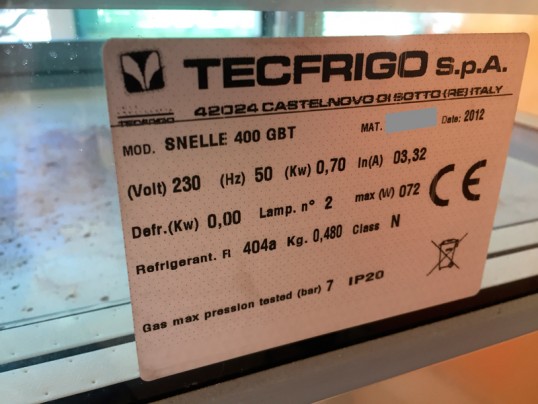 TECFRIGO S.p.A.
42024 CASTELNOVO DI SOTTO (RE) ITALY
TECFRIGO
MOD. SNELLE 400 GBT MAT. Date: 2012
(Volt) 230 (Hz) 50 (Kw) 0,70 In(A) 03,32
Defr.(Kw) 0,00 Lamp. n° 2 max (W) 072 CE
Refrigerant. R 404a Kg. 0,480 Class N
Gas max pression tested (bar) 7 IP20